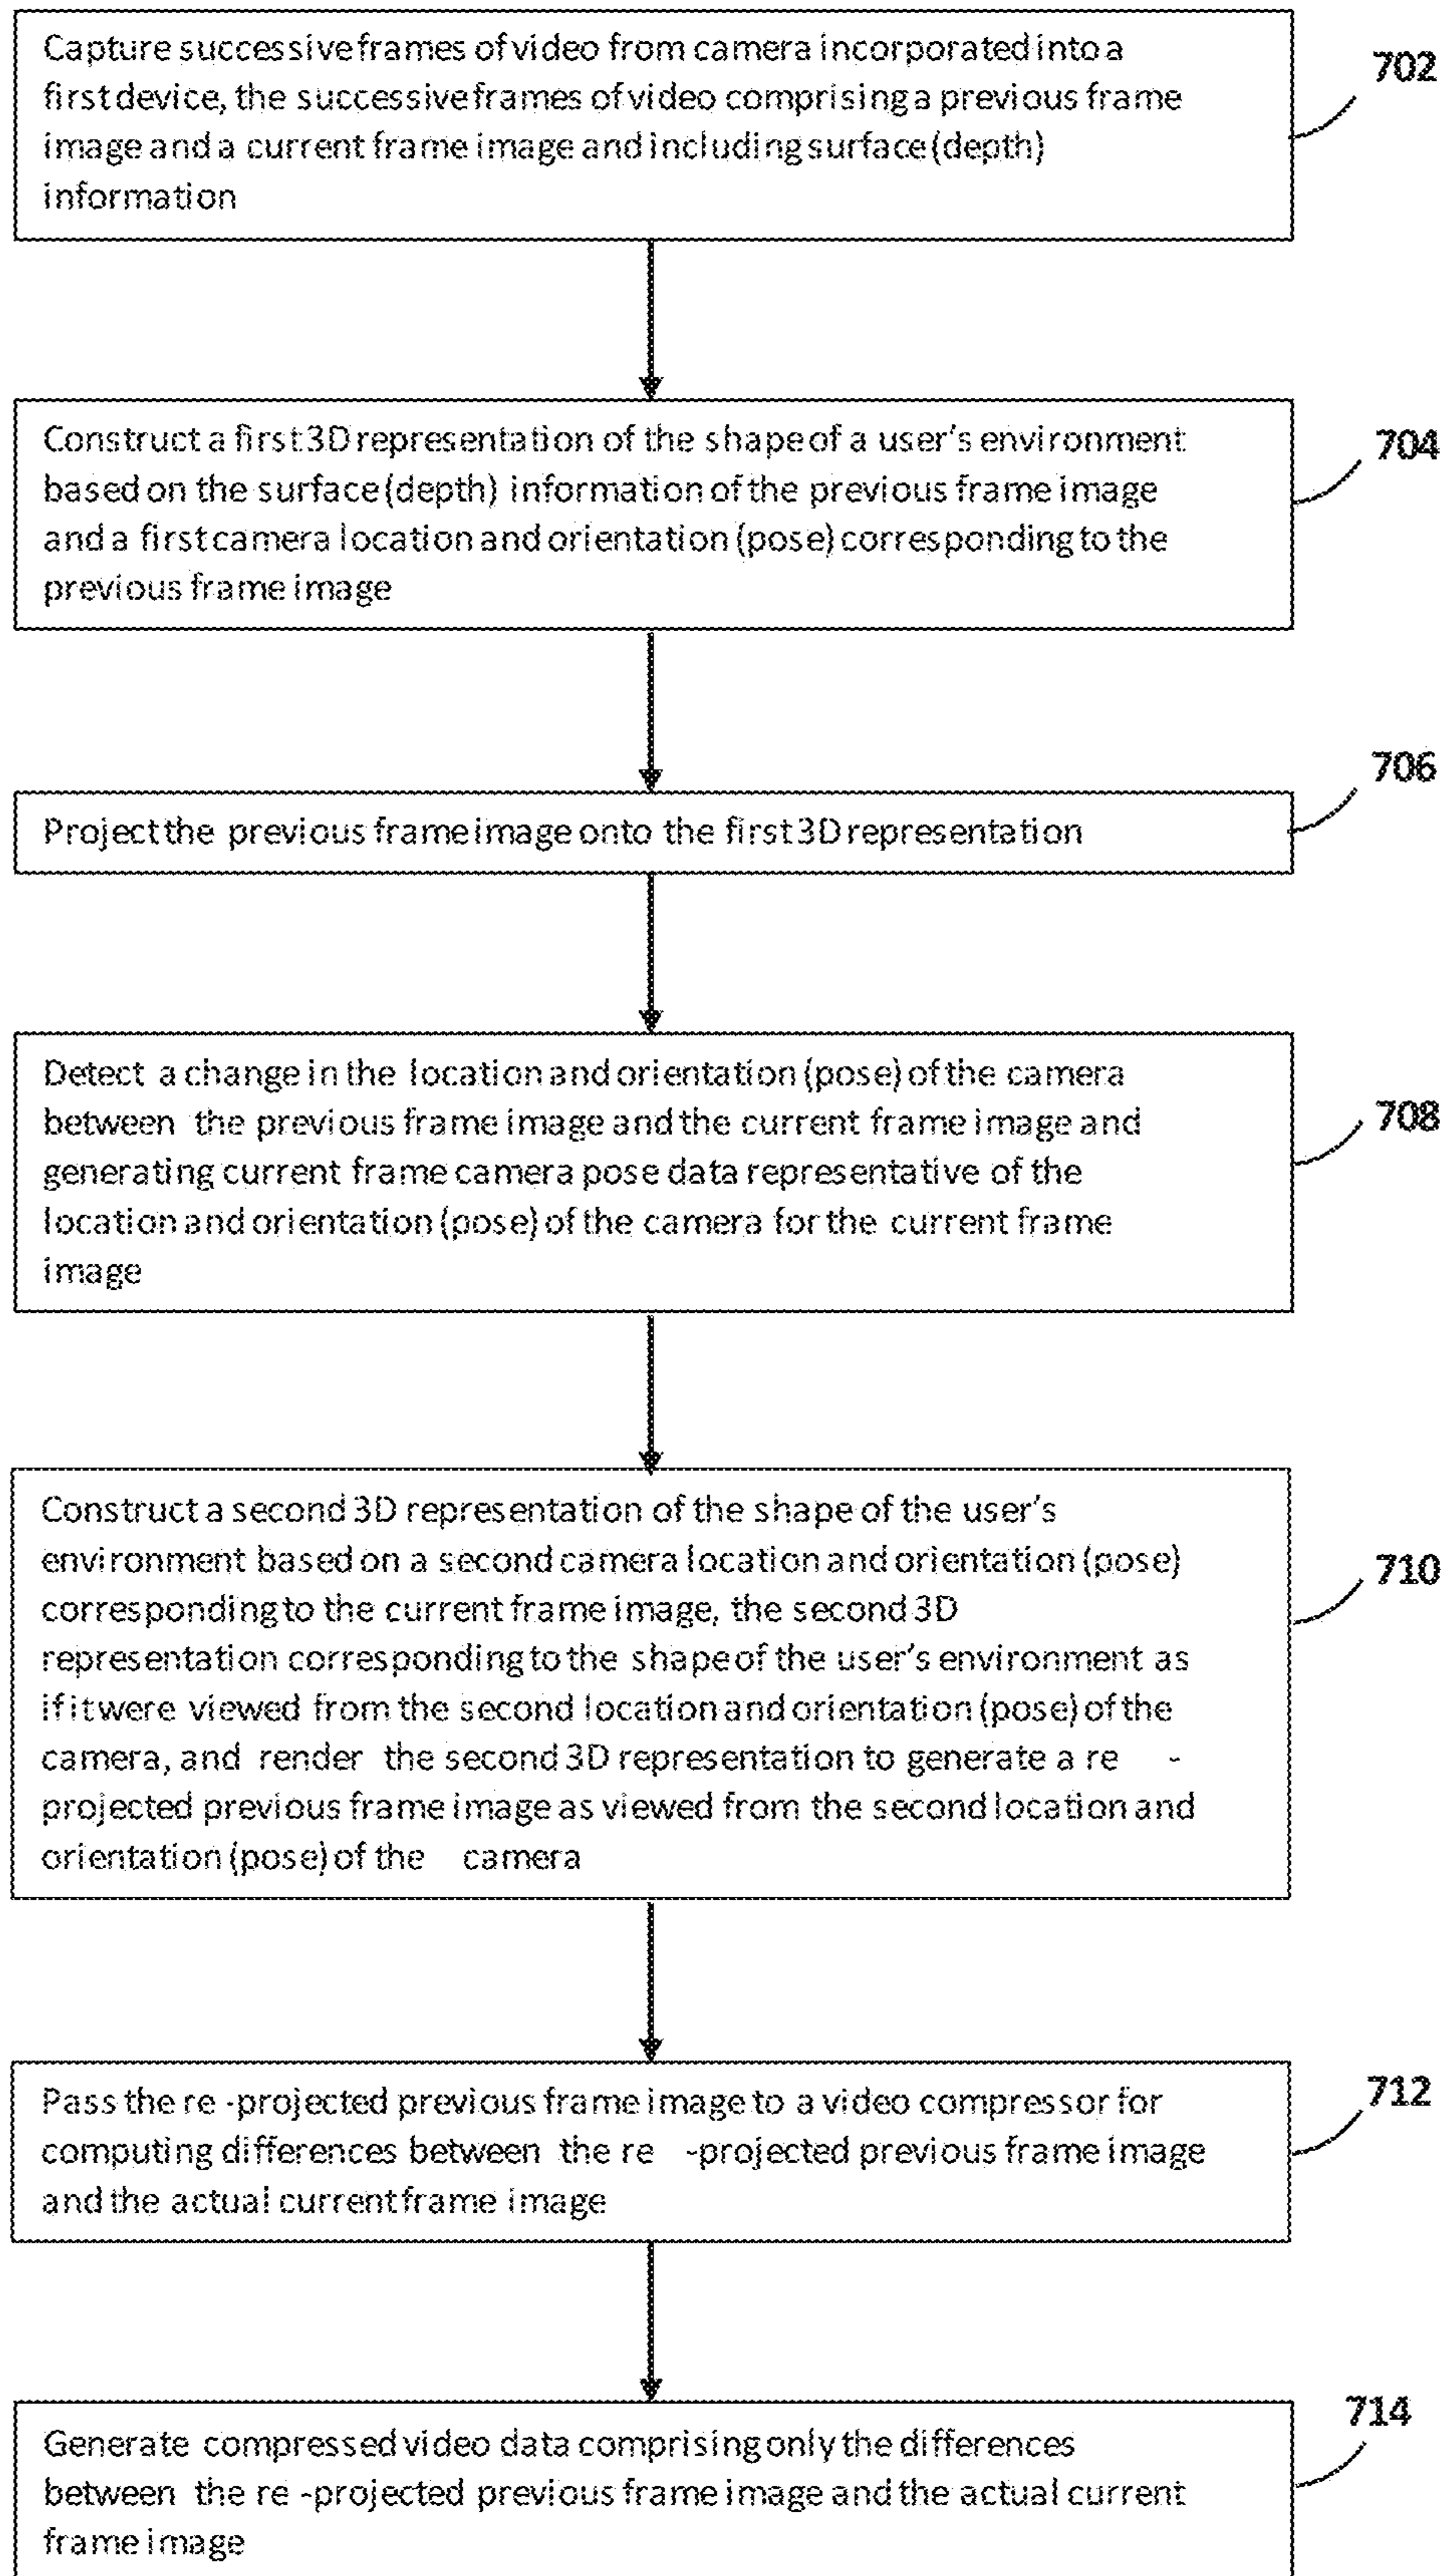 Capture successive frames of video from camera incorporated into a
first device, the successive frames of video comprising a previous frame
image and a current frame image and including surface (depth)
information
702
Construct a first 3D representation of the shape of a user's environment
based on the surface (depth) information of the previous frame image
and a first camera location and orientation (pose) corresponding to the
previous frame image
704
Project the previous frame image onto the first 3D representation
706
Detect a change in the location and orientation (pose) of the camera
between the previous frame image and the current frame image and
generating current frame camera pose data representative of the
location and orientation (pose) of the camera for the current frame
image
708
Construct a second 3D representation of the shape of the user's
environment based on a second camera location and orientation (pose)
corresponding to the current frame image, the second 3D
representation corresponding to the shape of the user's environment as
if it were viewed from the second location and orientation (pose) of the
camera, and render the second 3D representation to generate a re -
projected previous frame image as viewed from the second location and
orientation (pose) of the camera
710
Pass the re -projected previous frame image to a video compressor for
computing differences between the re -projected previous frame image
and the actual current frame image
712
Generate compressed video data comprising only the differences
between the re -projected previous frame image and the actual current
frame image
714